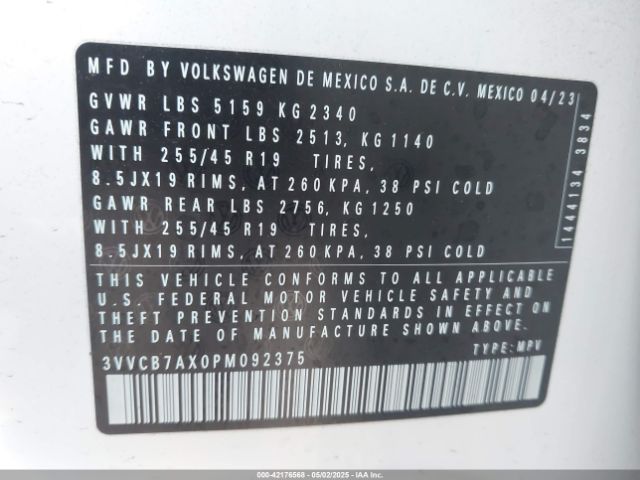 MFD BY VOLKSWAGEN DE MEXICO S.A. DE C.V. MEXICO 04/23
GVWR LBS 5159 KG 2340
GAWR FRONT LBS 2513, KG 1140
WITH 255/45 R19 TIRES,
8.5JX19 RIMS, AT 260 KPA, 38 PSI COLD
GAWR REAR LBS 2756, KG 1250
WITH 255/45 R19 TIRES,
8.5JX19 RIMS, AT 260 KPA, 38 PSI COLD
1444134 3834
THIS VEHICLE CONFORMS TO ALL APPLICABLE
U.S. FEDERAL MOTOR VEHICLE SAFETY AND
THEFT PREVENTION STANDARDS IN EFFECT ON
THE DATE OF MANUFACTURE SHOWN ABOVE.
3VVCB7AX0PM092375 TYPE: MPV
000-42176568 05/02/2025 IAA